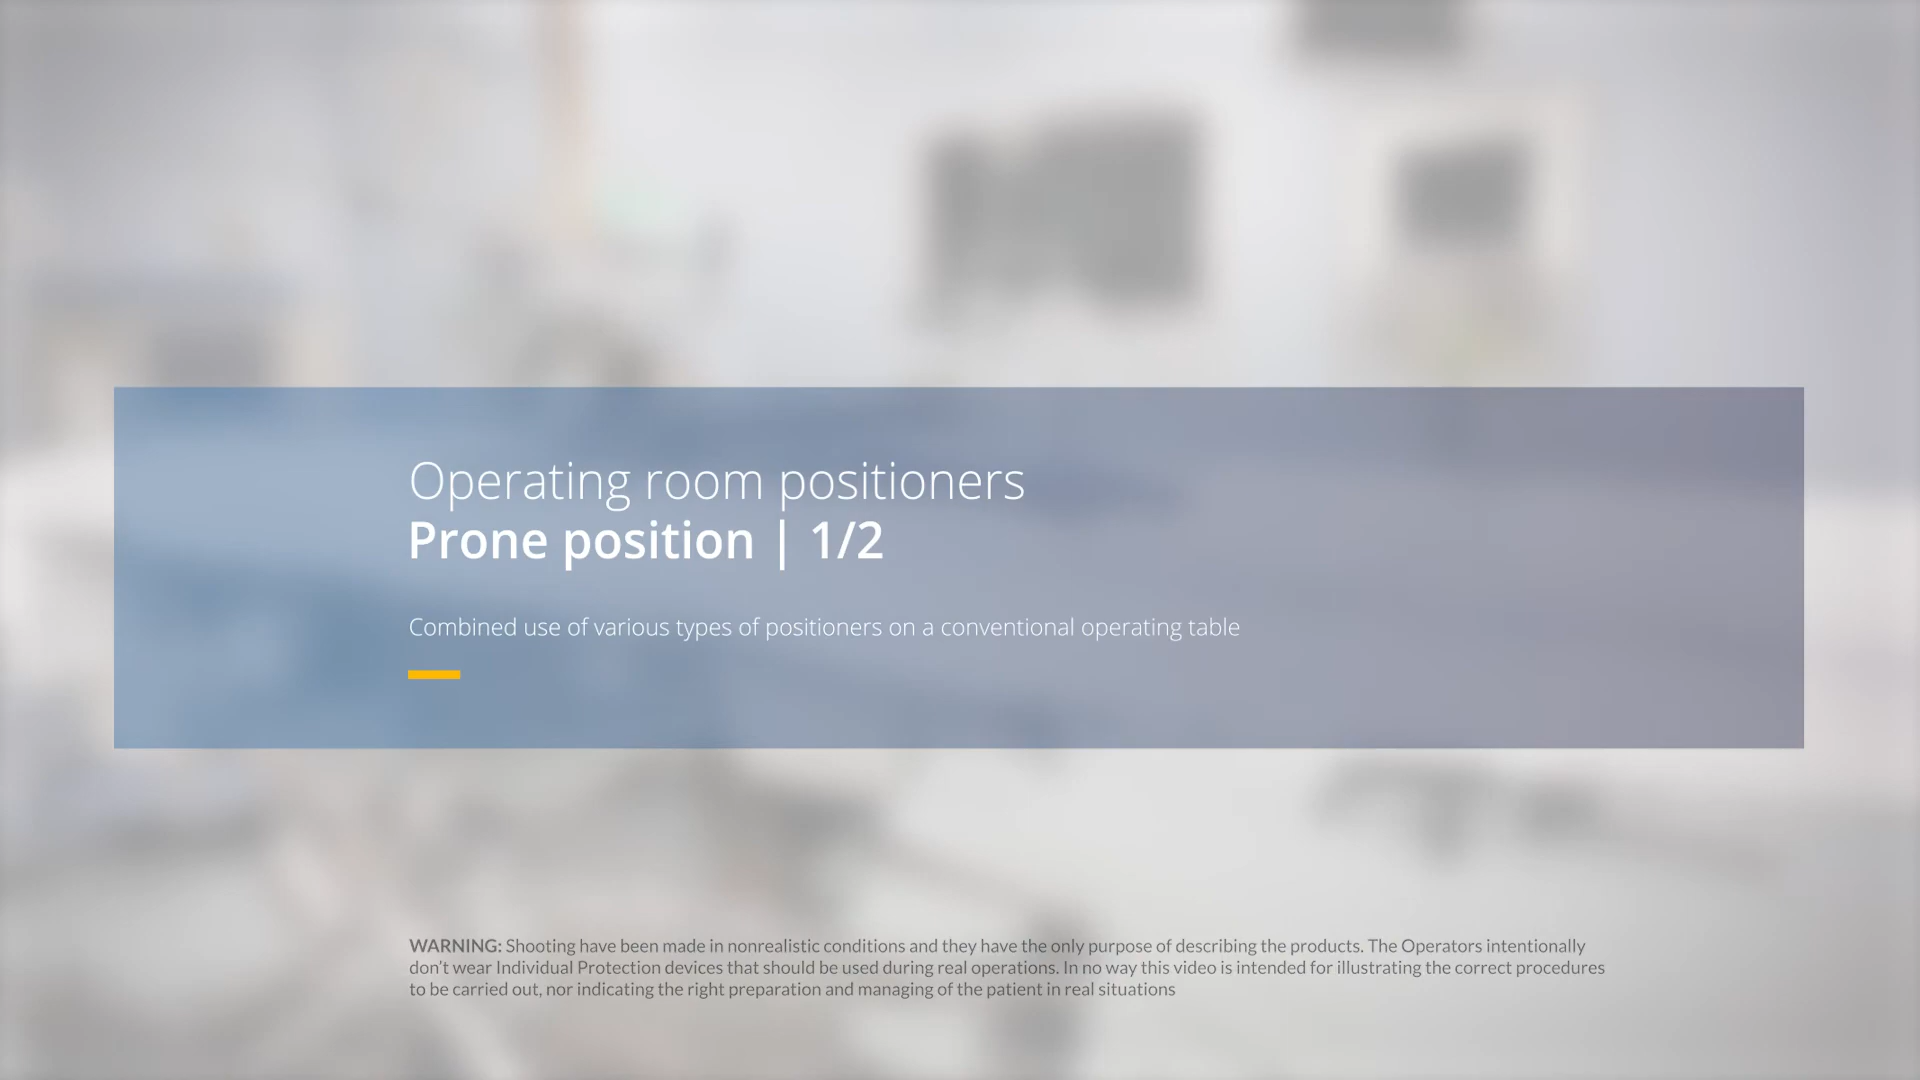 Operating room positioners
Prone position | 1/2
Combined use of various types of positioners on a conventional operating table
WARNING: Shooting have been made in nonrealistic conditions and they have the only purpose of describing the products. The Operators intentionally
don't wear Individual Protection devices that should be used during real operations. In no way this video is intended for illustrating the correct procedures
to be carried out, nor indicating the right preparation and managing of the patient in real situations